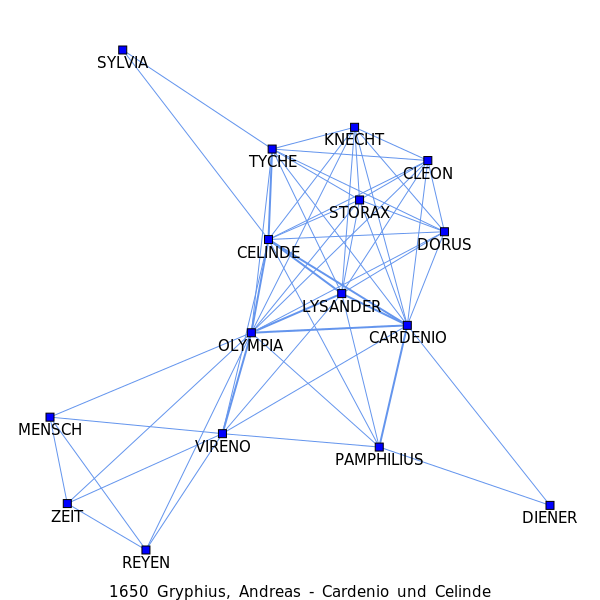 SYLVIA
KNECHT
TYCHE
CLEON
STORAX
DORUS
CELINDE
LYSANDER
CARDENIO
OLYMPIA
MENSCH
VIRENO
PAMPHILIUS
ZEIT
DIENER
REYEN
1650 Gryphius, Andreas - Cardenio und Celinde